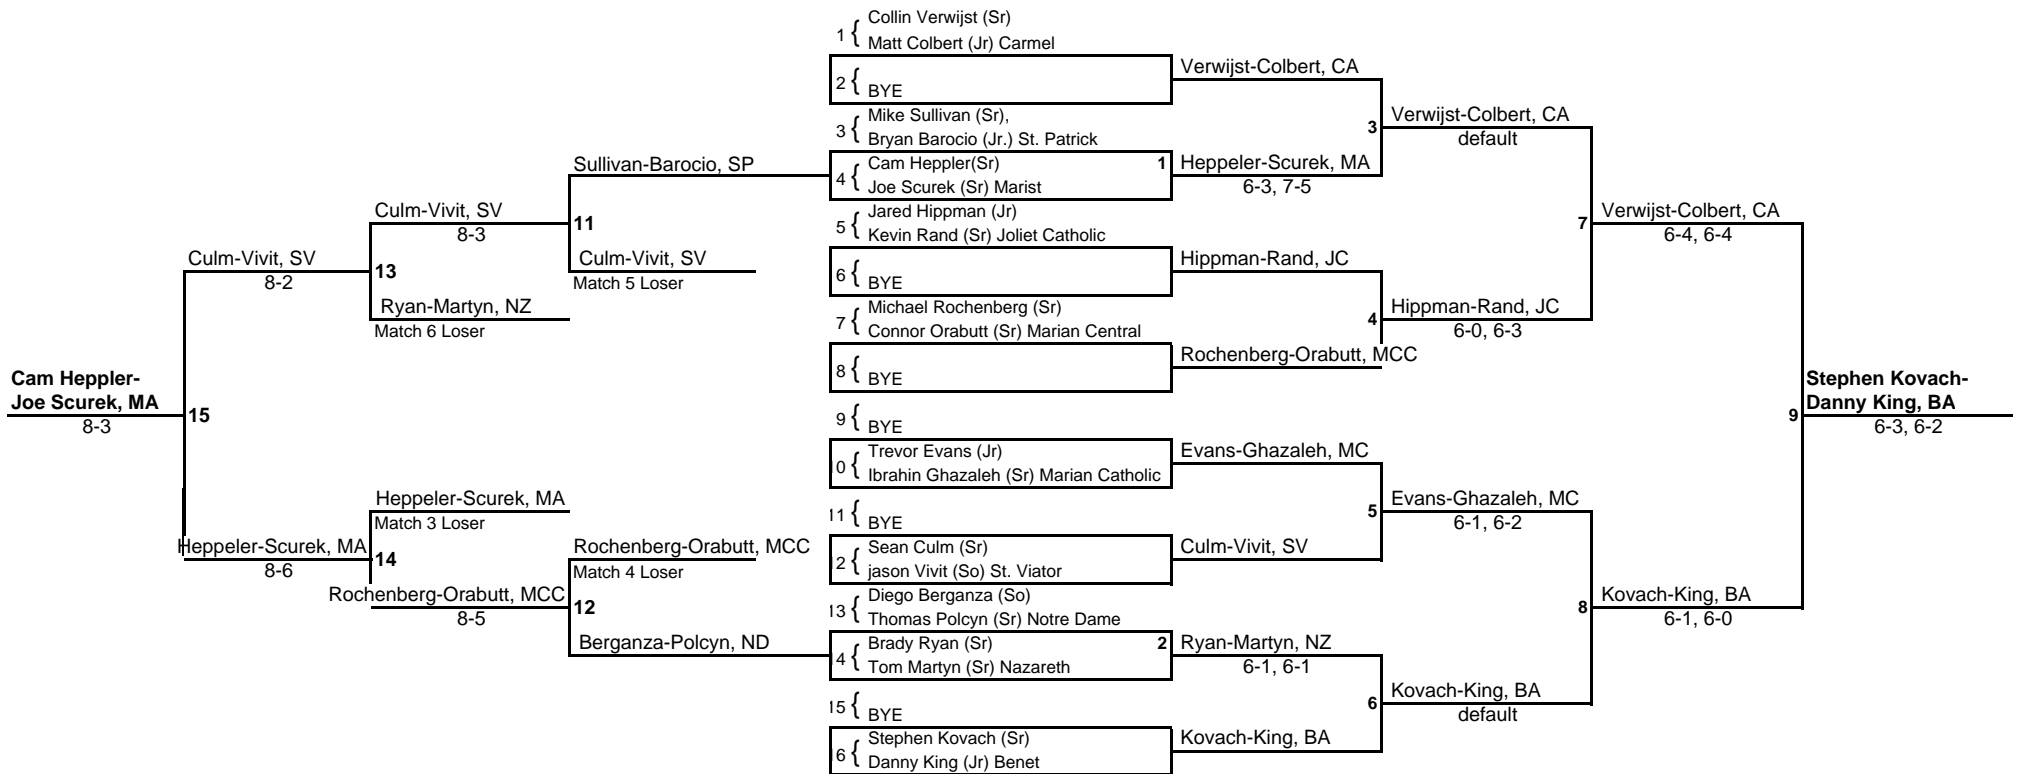 Collin Verwijst (Sr)
1 {
Matt Colbert (Jr) Carmel
2 {
BYE
Mike Sullivan (Sr),
3 {
Bryan Barocio (Jr.) St. Patrick
Cam Heppler(Sr)
1
4 {
Joe Scurek (Sr) Marist
Jared Hippman (Jr)
5 {
Kevin Rand (Sr) Joliet Catholic
6 {
BYE
Michael Rochenberg (Sr)
7 {
Connor Orabutt (Sr) Marian Central
8 {
BYE
9 {
BYE
Trevor Evans (Jr)
10 {
Ibrahin Ghazaleh (Sr) Marian Catholic
11 {
BYE
Sean Culm (Sr)
12 {
jason Vivit (So) St. Viator
Diego Berganza (So)
13 {
Thomas Polcyn (Sr) Notre Dame
Brady Ryan (Sr)
2
14 {
Tom Martyn (Sr) Nazareth
15 {
BYE
Stephen Kovach (Sr)
16 {
Danny King (Jr) Benet
Verwijst-Colbert, CA
3
Heppeler-Scurek, MA
6-3, 7-5
Hippman-Rand, JC
4
Rochenberg-Orabutt, MCC
Evans-Ghazaleh, MC
5
Culm-Vivit, SV
Ryan-Martyn, NZ
6-1, 6-1
6
Kovach-King, BA
Verwijst-Colbert, CA
default
7
Hippman-Rand, JC
6-0, 6-3
Evans-Ghazaleh, MC
6-1, 6-2
8
Kovach-King, BA
default
Verwijst-Colbert, CA
6-4, 6-4
9
Kovach-King, BA
6-1, 6-0
Stephen Kovach-
Danny King, BA
6-3, 6-2
Sullivan-Barocio, SP
11
Culm-Vivit, SV
Match 5 Loser
Rochenberg-Orabutt, MCC
Match 4 Loser
12
Berganza-Polcyn, ND
Culm-Vivit, SV
8-3
13
Ryan-Martyn, NZ
Match 6 Loser
Heppeler-Scurek, MA
Match 3 Loser
14
Rochenberg-Orabutt, MCC
8-5
Culm-Vivit, SV
8-2
15
Heppeler-Scurek, MA
8-6
Cam Heppler-
Joe Scurek, MA
8-3